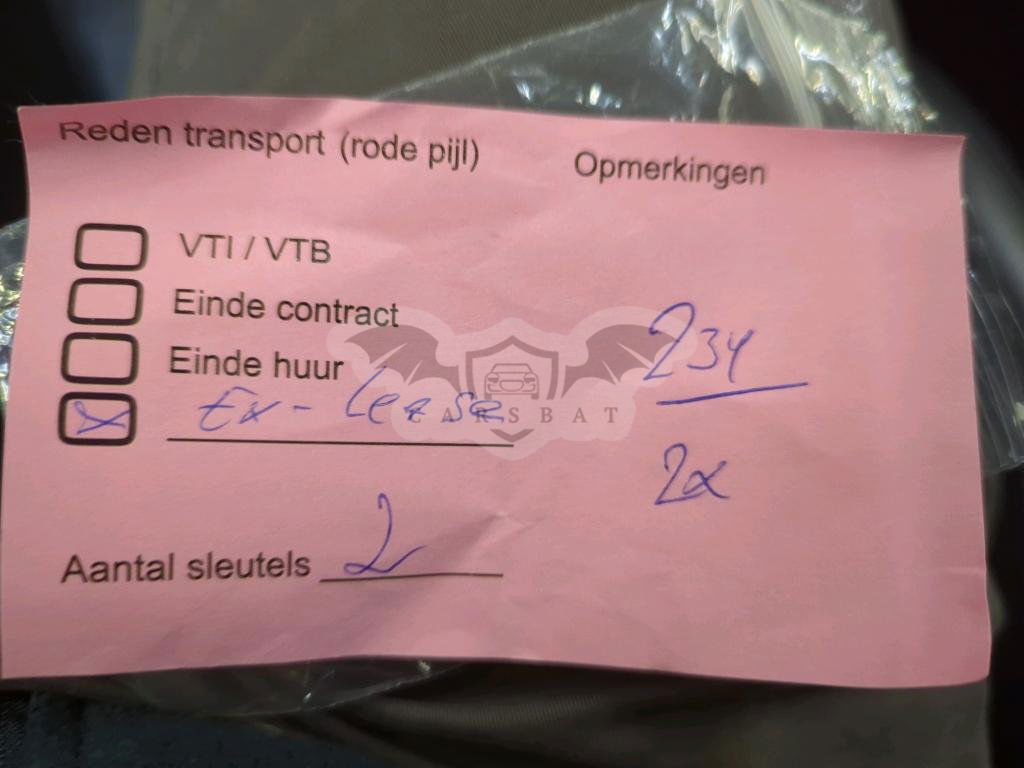 Reden transport (rode pijl)
Opmerkingen
VTI / VTB
Einde contract
Einde huur
Ex-lease
Aantal sleutels 2
234
2x
CARSBAT